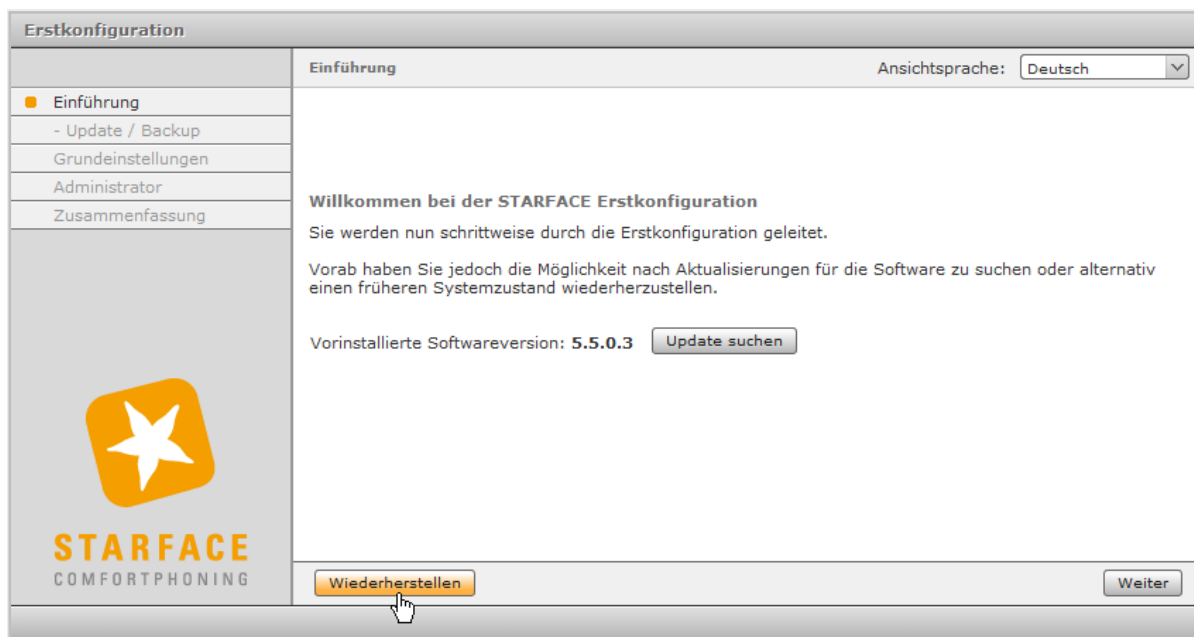 Erstkonfiguration
Einführung
Ansichtsprache: Deutsch
Einführung
- Update / Backup
Grundeinstellungen
Administrator
Zusammenfassung
Willkommen bei der STARFACE Erstkonfiguration
Sie werden nun schrittweise durch die Erstkonfiguration geleitet.
Vorab haben Sie jedoch die Möglichkeit nach Aktualisierungen für die Software zu suchen oder alternativ
einen früheren Systemzustand wiederherzustellen.
Vorinstallierte Softwareversion: 5.5.0.3 Update suchen
STARFACE
COMFORTPHONING
Wiederherstellen
Weiter